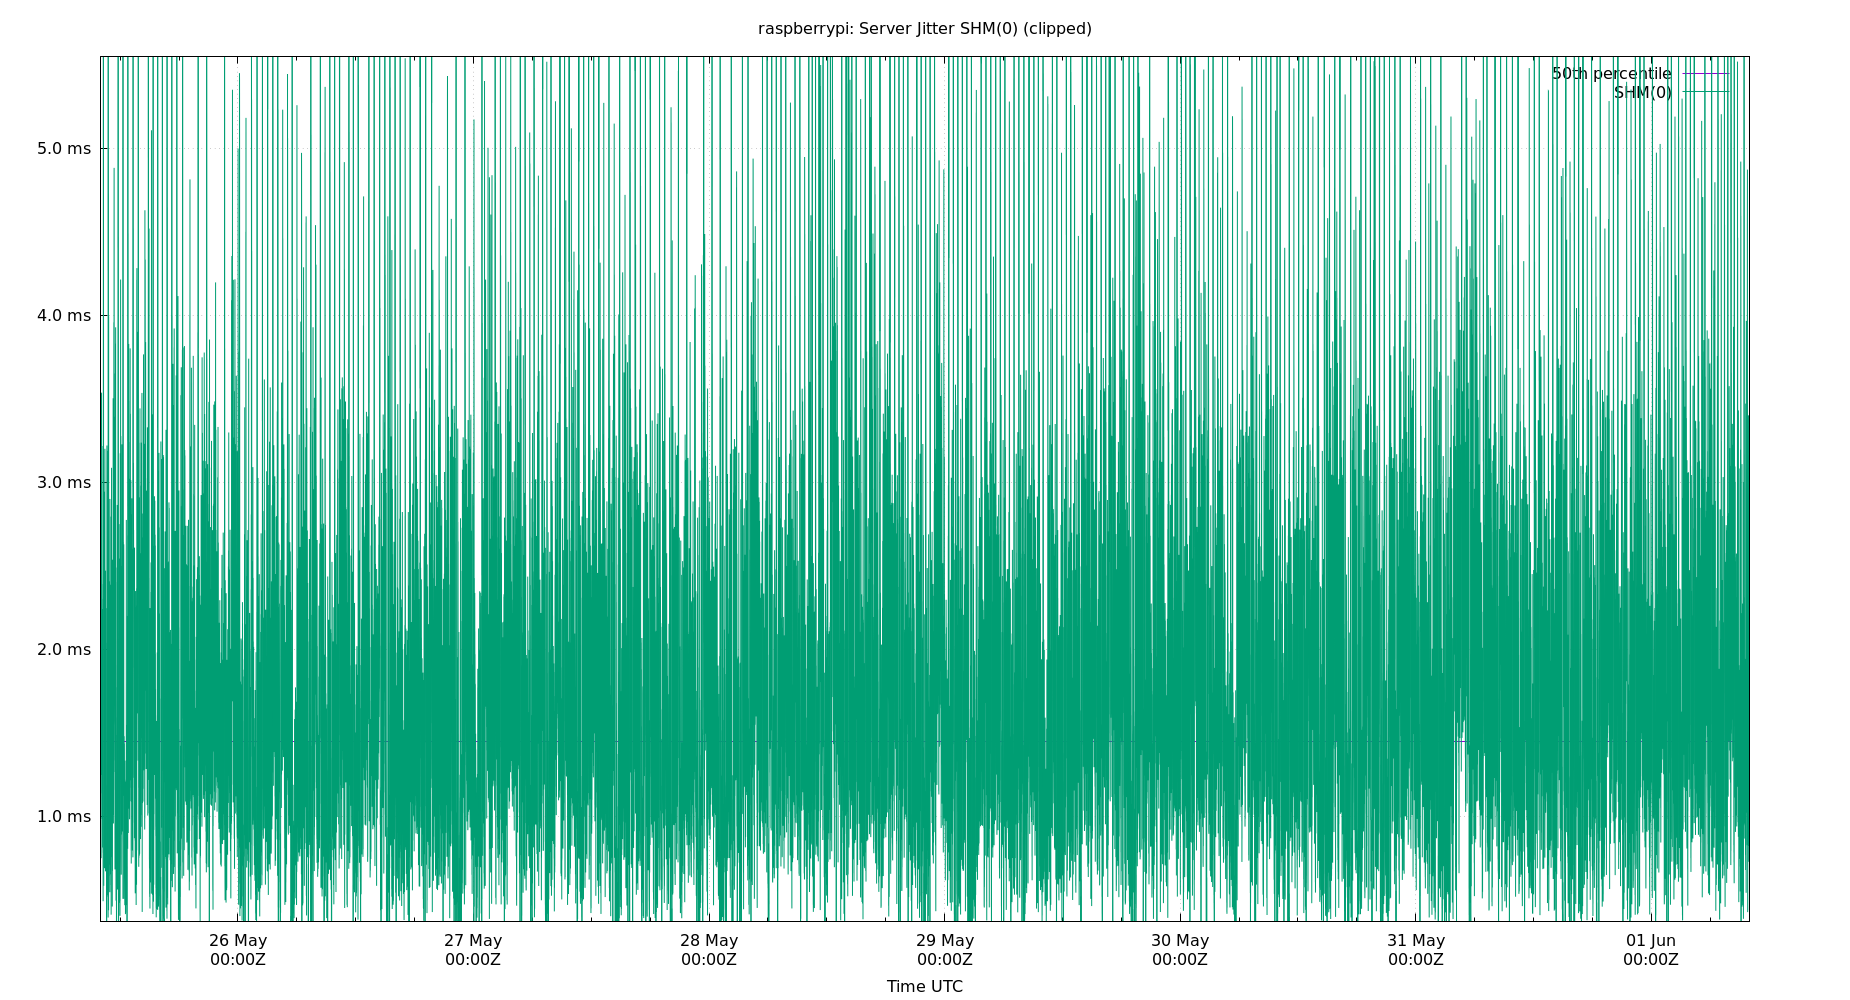 raspberrypi: Server Jitter SHM(0) (clipped)
50th percentile
SHM(0)
5.0 ms
4.0 ms
3.0 ms
2.0 ms
1.0 ms
26 May 27 May 28 May 29 May 30 May 31 May 01 Jun
00:00Z 00:00Z 00:00Z 00:00Z 00:00Z 00:00Z 00:00Z
Time UTC